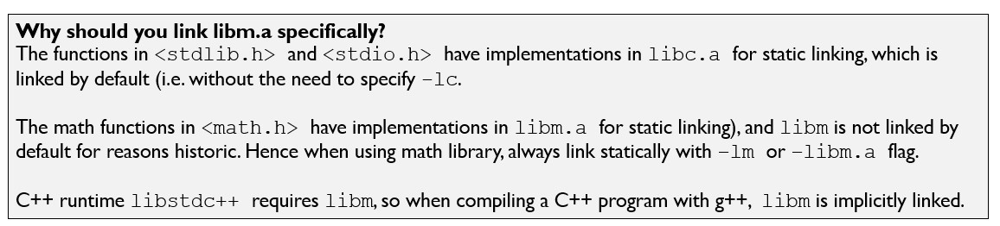 Why should you link libm.a specifically?
The functions in <stdlib.h> and <stdio.h> have implementations in libc.a for static linking, which is
linked by default (i.e. without the need to specify –lc.
The math functions in <math.h> have implementations in libm.a for static linking), and libm is not linked by
default for reasons historic. Hence when using math library, always link statically with –lm or –libm.a flag.
C++ runtime libstdc++ requires libm, so when compiling a C++ program with g++, libm is implicitly linked.